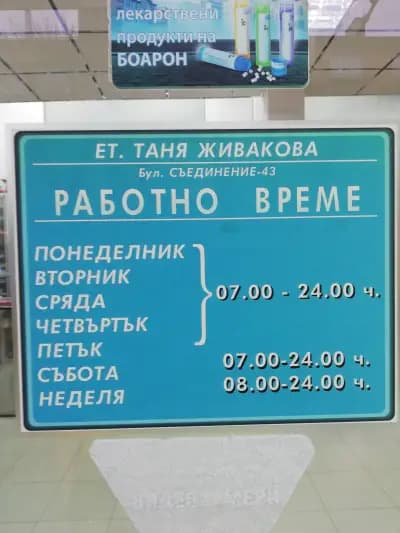 лекарствени
продукти на
БОАРОН
ЕТ. ТАНЯ ЖИВАКОВА
Бул. СЪЕДИНЕНИЕ-43
РАБОТНО ВРЕМЕ
ПОНЕДЕЛНИК
ВТОРНИК
СРЯДА
ЧЕТВЪРТЪК
07.00 - 24.00 ч.
ПЕТЪК
СЪБОТА 07.00-24.00 ч.
НЕДЕЛЯ 08.00-24.00 ч.